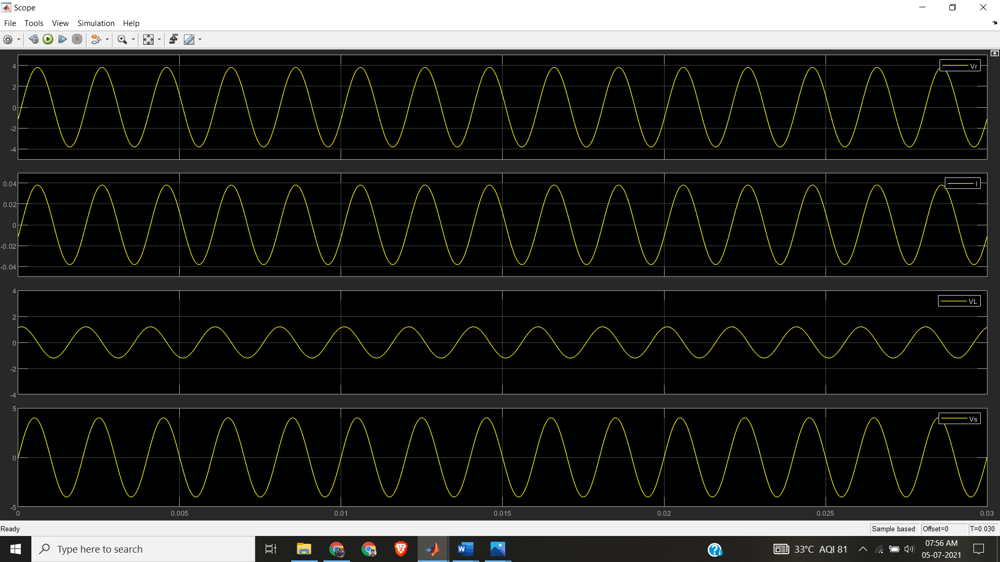 Scope
File Tools View Simulation Help
Vr
4
2
0
-2
-4
I
0.04
0.02
0
-0.02
-0.04
VL
4
2
0
-2
-4
Vs
5
0
-5
0 0.005 0.01 0.015 0.02 0.025 0.03
Ready Sample based Offset=0 T=0.030
Type here to search 33°C AQI 81 07:56 AM
05-07-2021